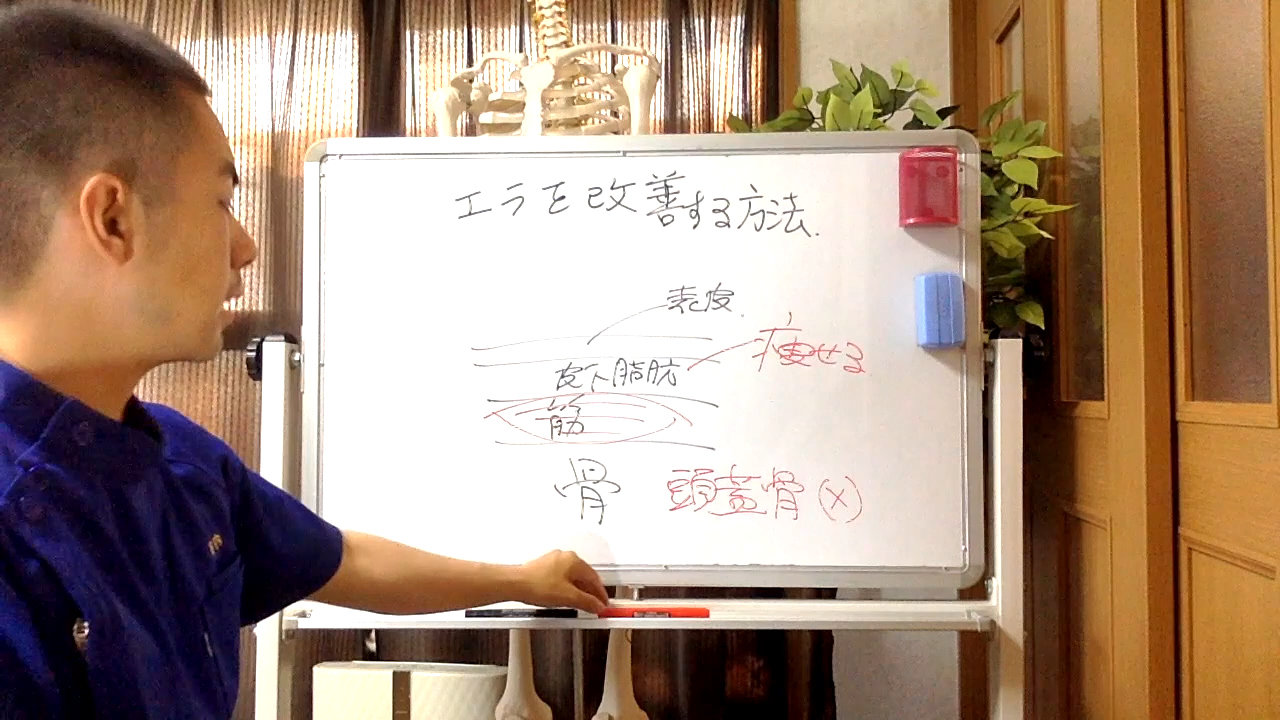 エラを改善する方法.
表皮
皮下脂肪
痩せる
筋
骨
頭蓋骨(×)